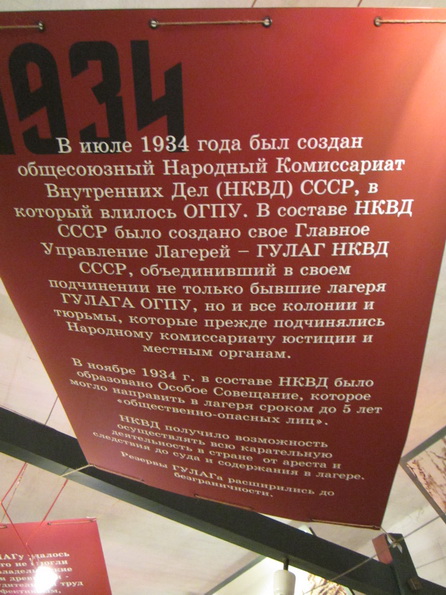 1934
В июле 1934 года был создан
общесоюзный Народный Комиссариат
Внутренних Дел (НКВД) СССР, в
который влилось ОГПУ. В составе НКВД
СССР было создано свое Главное
Управление Лагерей – ГУЛАГ НКВД
СССР, объединивший в своем
подчинении не только бывшие лагеря
ГУЛАГА ОГПУ, но и все колонии и
тюрьмы, которые прежде подчинялись
Народному комиссариату юстиции и
местным органам.
В ноябре 1934 г. в составе НКВД было
образовано Особое Совещание, которое
могло направить в лагеря сроком до 5 лет
«общественно-опасных лиц».
НКВД получило возможность
осуществлять всю карательную
деятельность в стране от ареста и
следствия до суда и содержания в лагере.
Резервы ГУЛАГа расширились до
безграничности.
труд